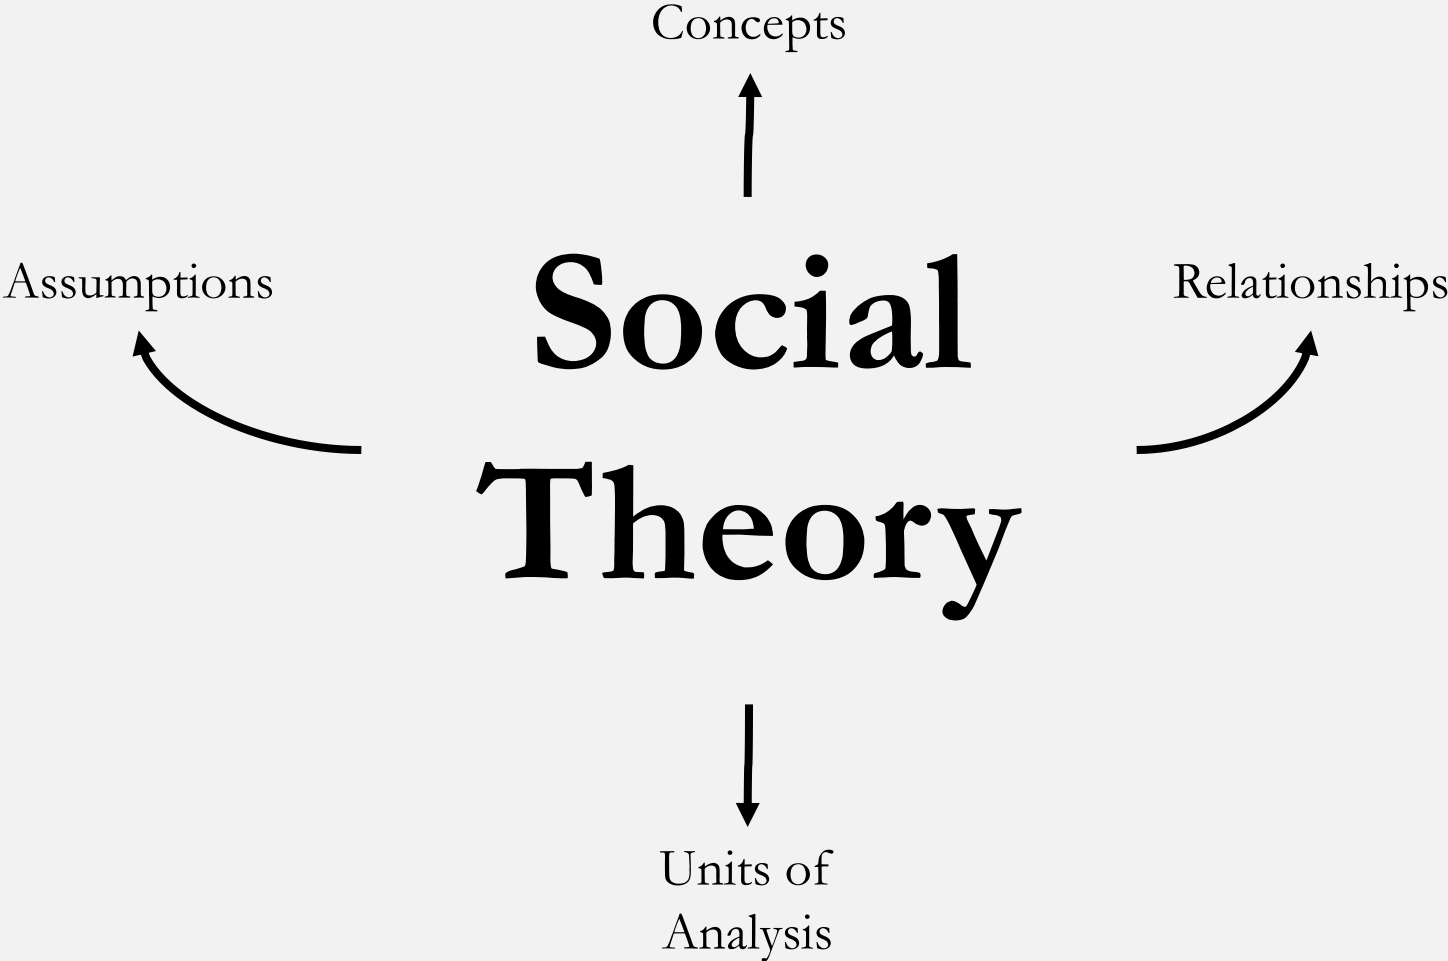 Concepts
Assumptions
Social
Relationships
Theory
Units of
Analysis